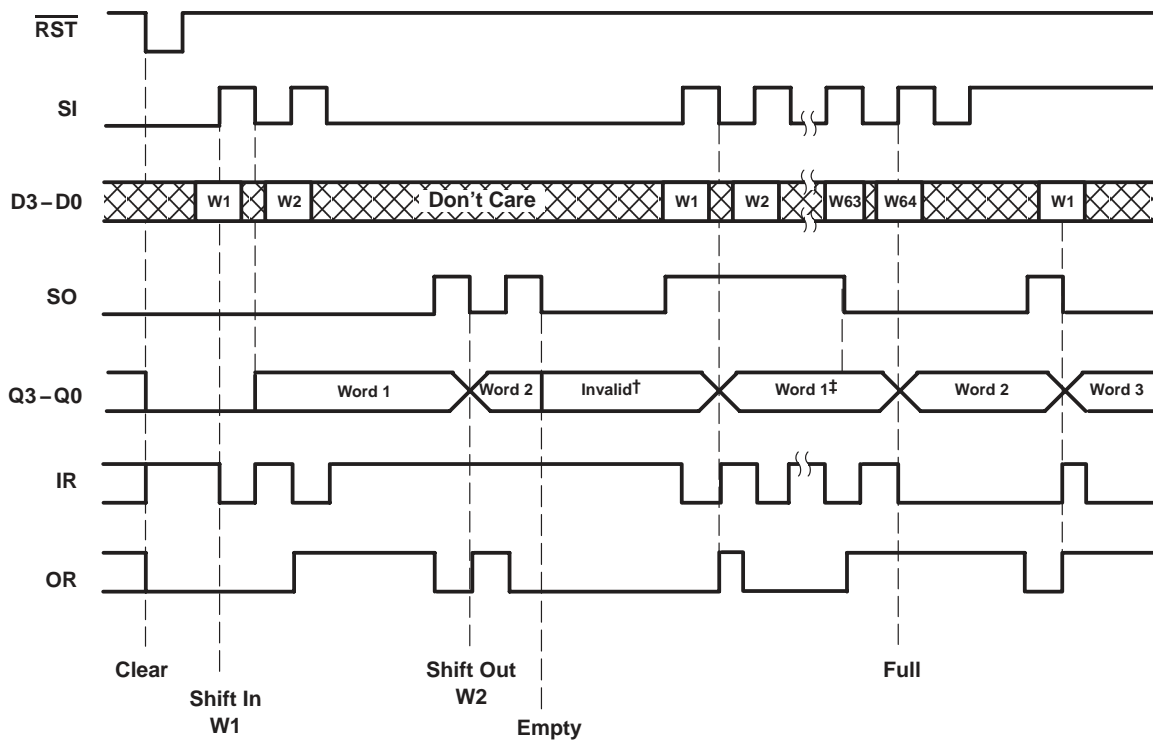 RST
SI
D3–D0 W1 W2 Don't Care W1 W2 W63 W64 W1
SO
Q3–Q0 Word 1 Word 2 Invalid† Word 1‡ Word 2 Word 3
IR
OR
Clear
Shift In
W1
Shift Out
W2
Empty
Full